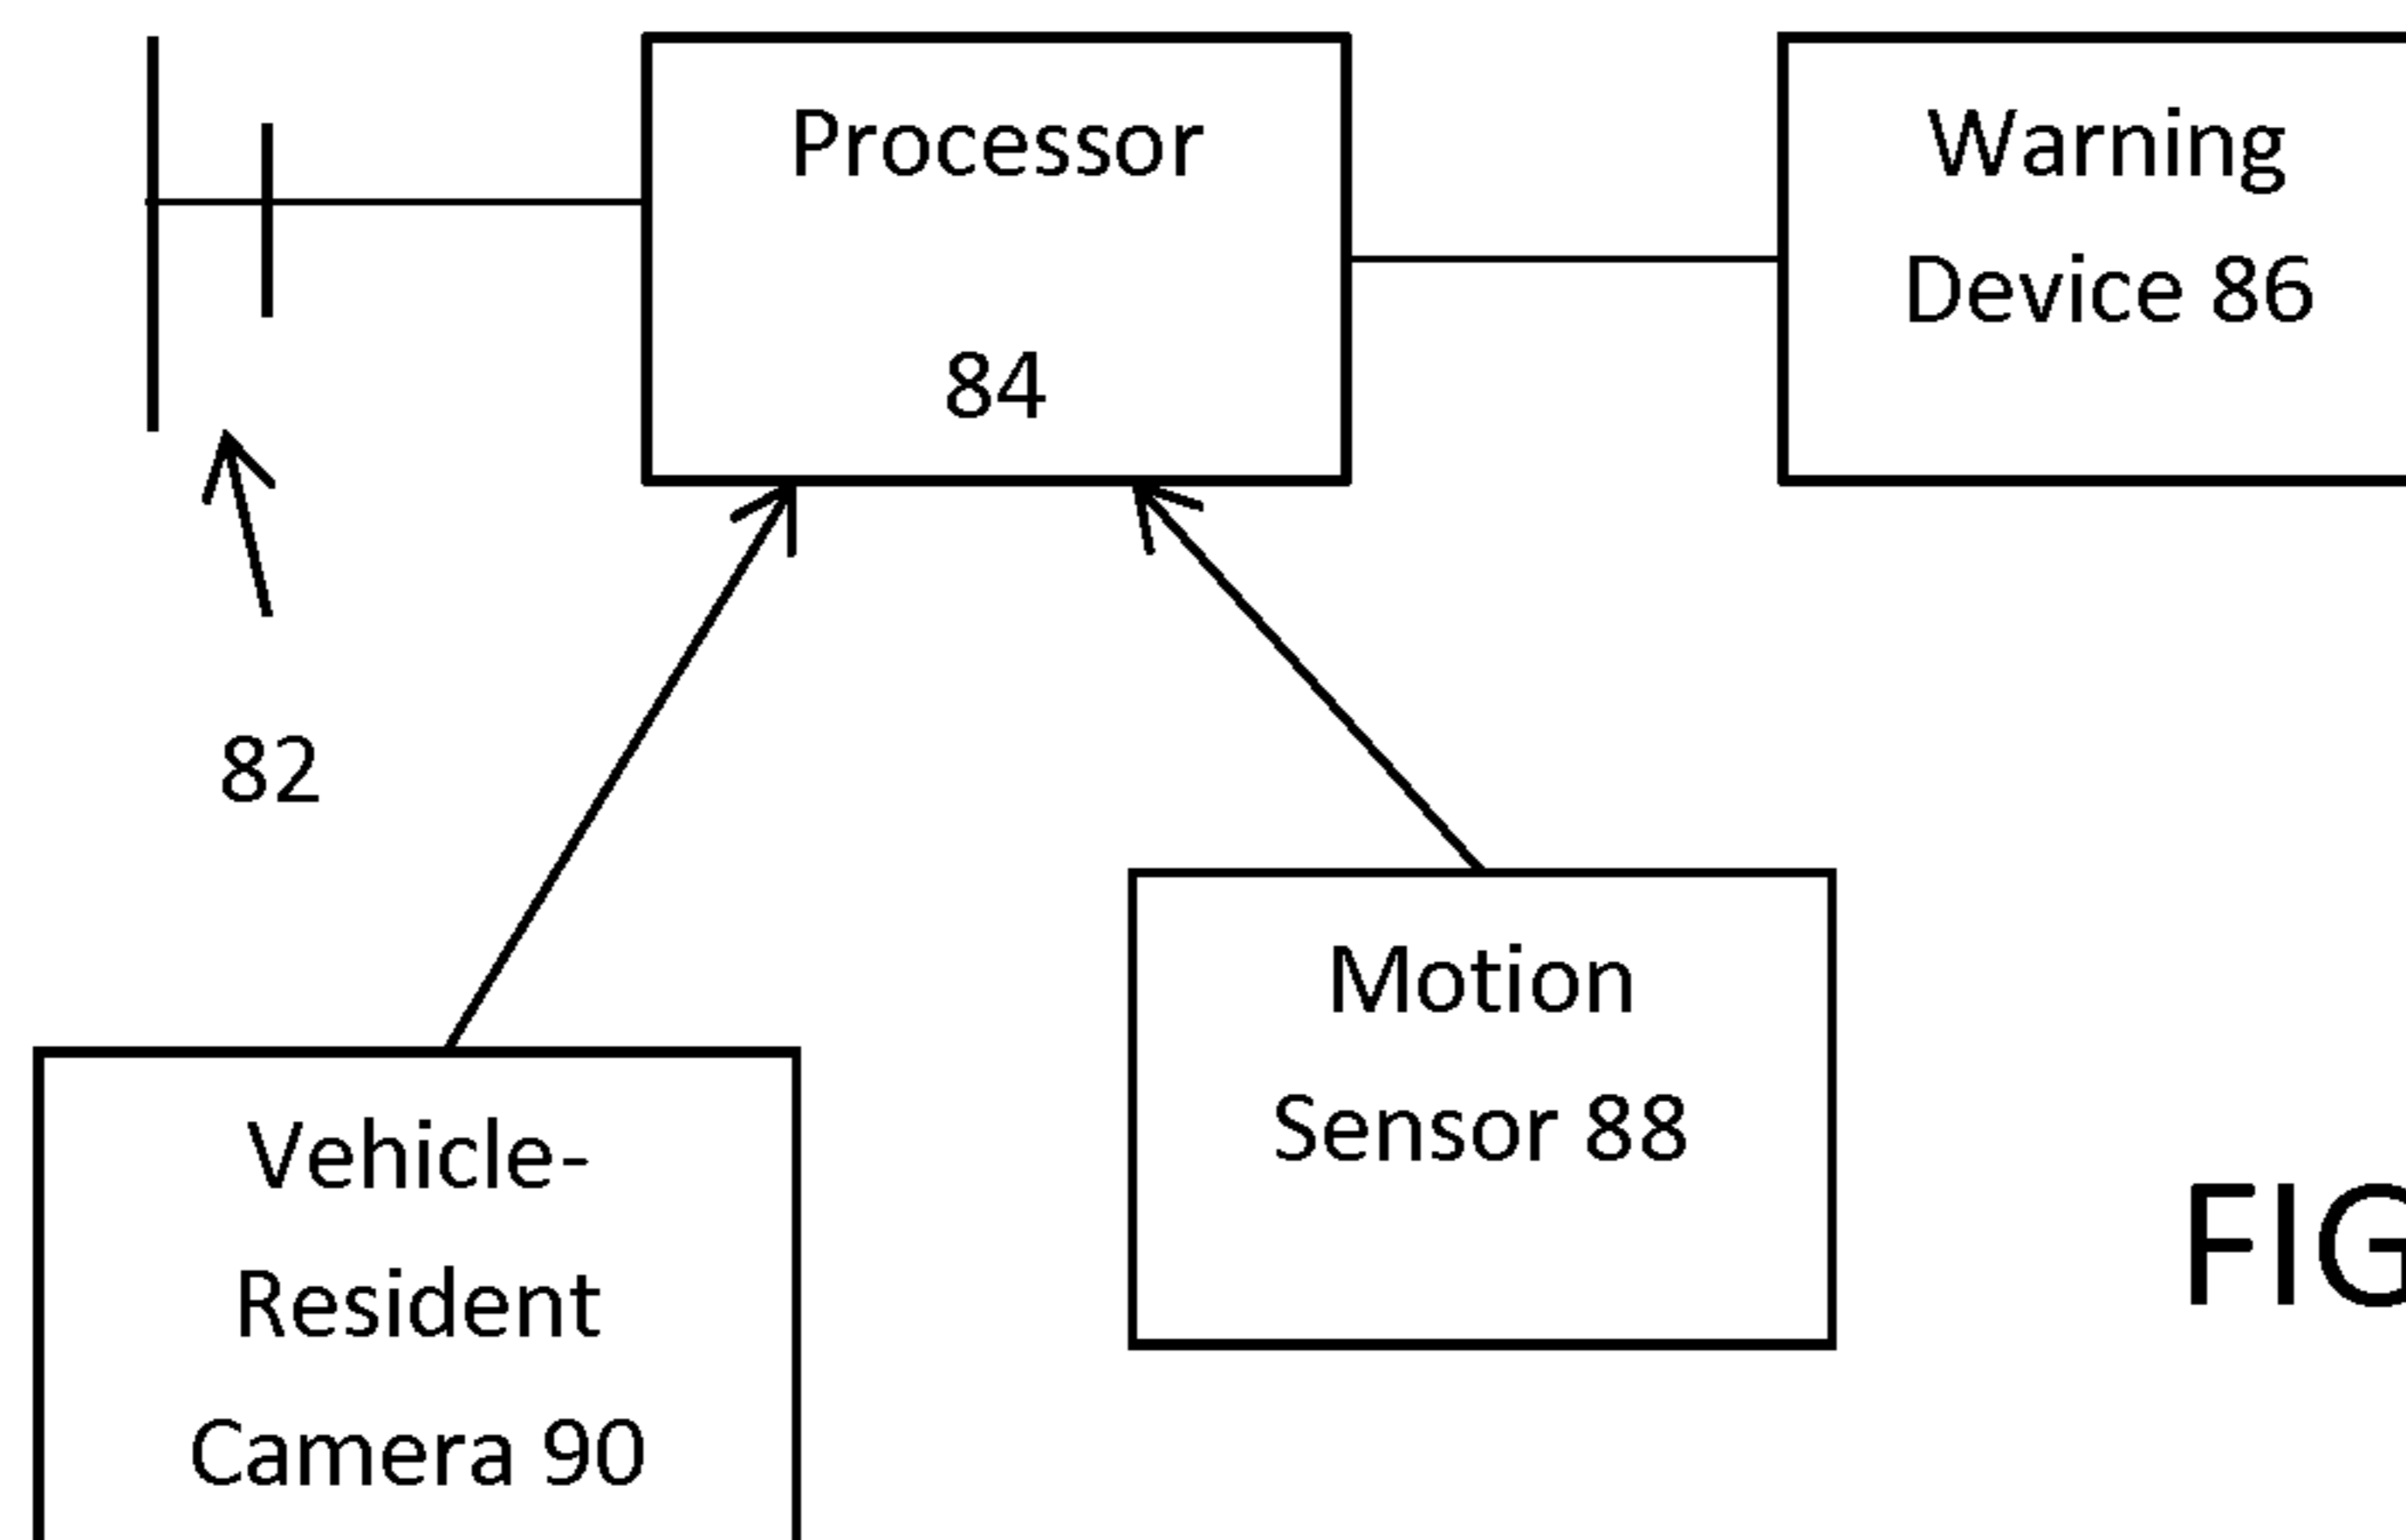 Processor
84
Warning
Device 86
82
Motion
Sensor 88
Vehicle-
Resident
Camera 90
FIG